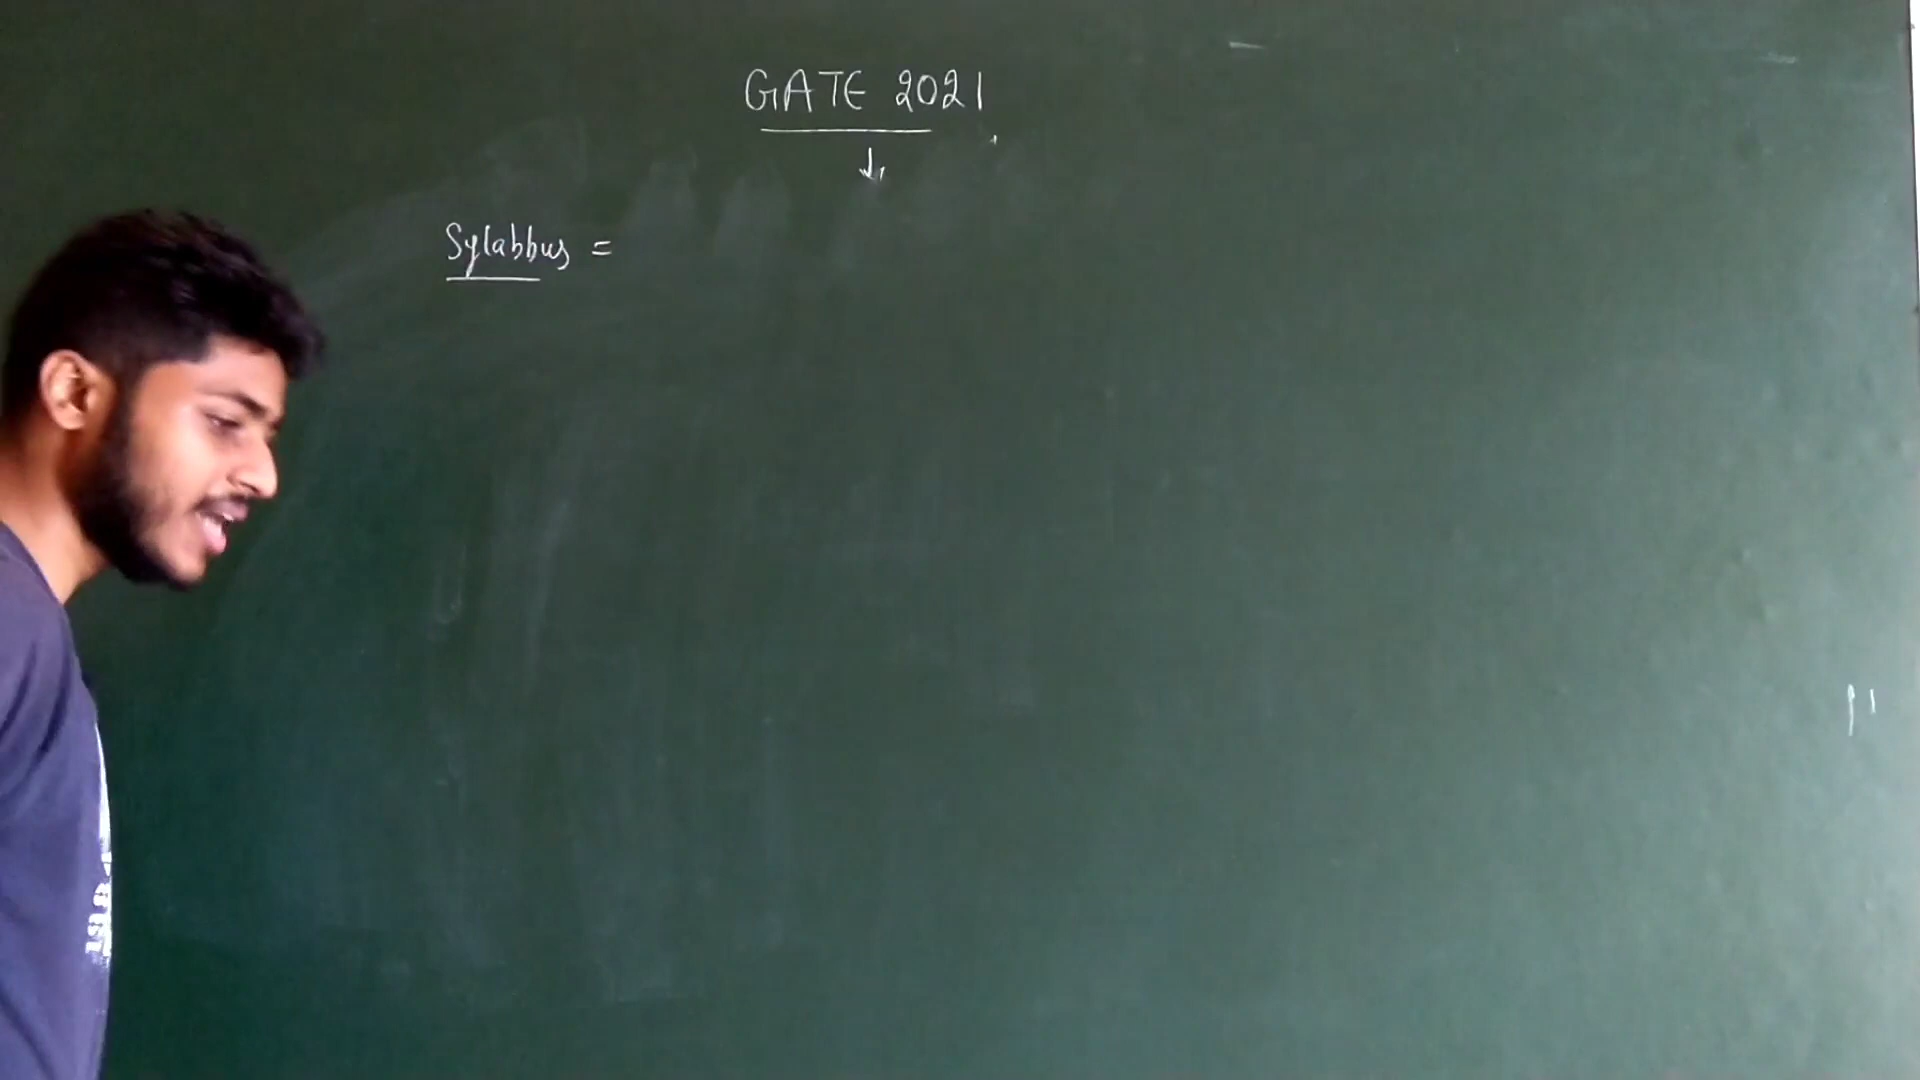 GATE 2021
↓
Sylabbus =